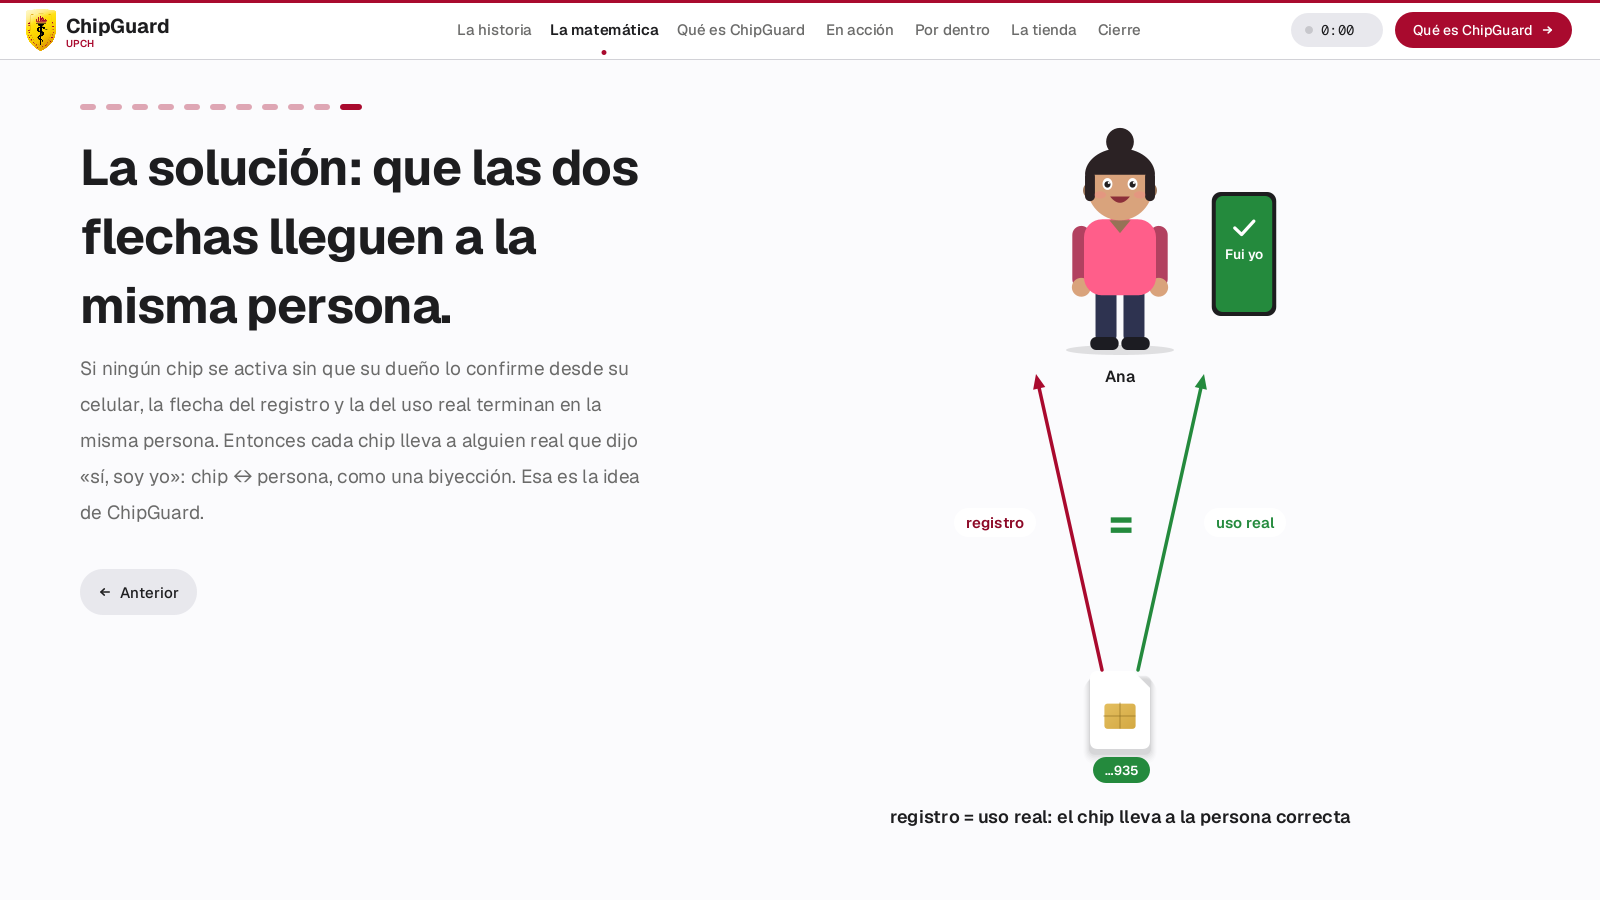 ChipGuard
UPCH
La historia
La matemática
Qué es ChipGuard
En acción
Por dentro
La tienda
Cierre
0:00
Qué es ChipGuard →
La solución: que las dos
flechas lleguen a la
misma persona.
Si ningún chip se activa sin que su dueño lo confirme desde su
celular, la flecha del registro y la del uso real terminan en la
misma persona. Entonces cada chip lleva a alguien real que dijo
«sí, soy yo»: chip ↔ persona, como una biyección. Esa es la idea
de ChipGuard.
← Anterior
Fui yo
Ana
registro
=
uso real
...935
registro = uso real: el chip lleva a la persona correcta